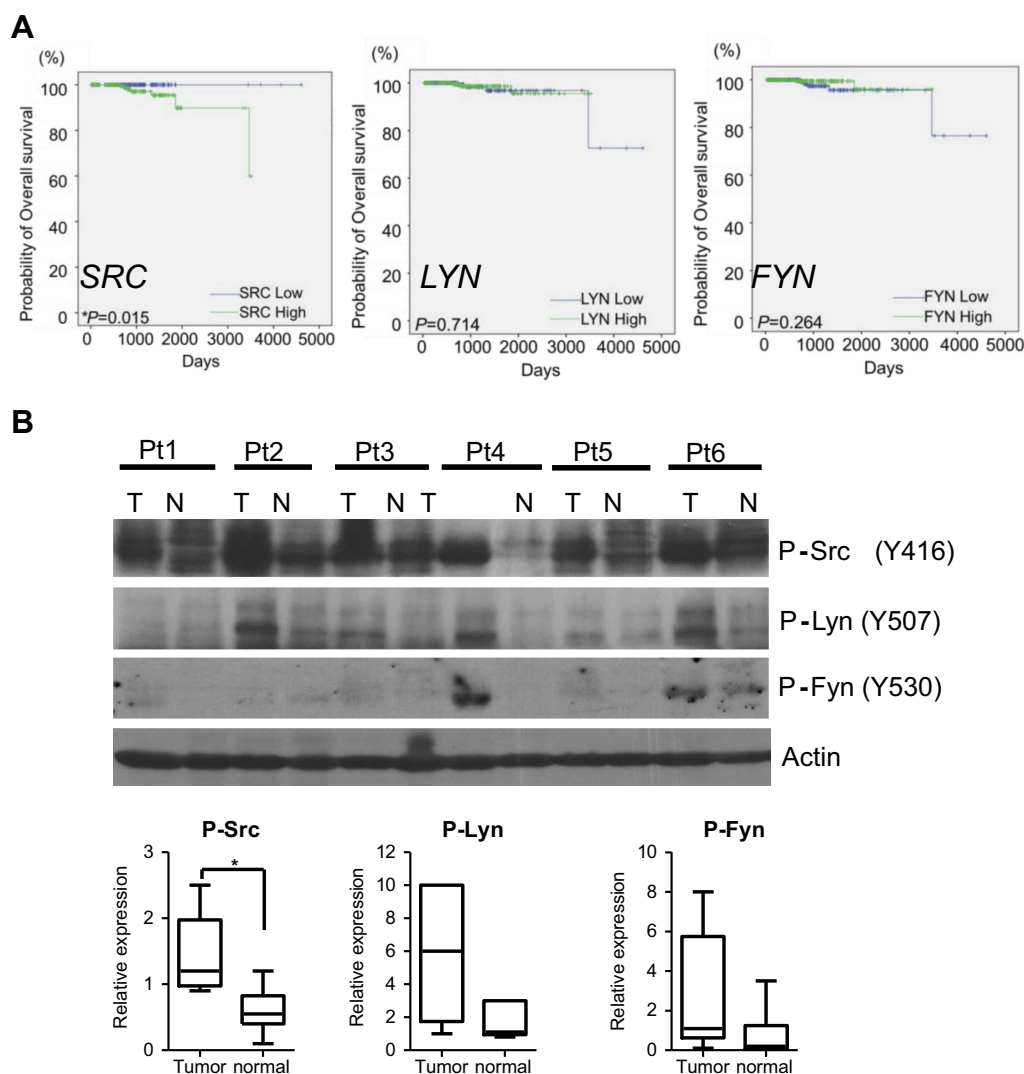 A
(%)
100
80
60
40
20
0
Probability of Overall survival
SRC
*P=0.015
SRC Low
SRC High
0 1000 2000 3000 4000 5000
Days
(%)
100
80
60
40
20
0
Probability of Overall survival
LYN
P=0.714
LYN Low
LYN High
0 1000 2000 3000 4000 5000
Days
(%)
100
80
60
40
20
0
Probability of Overall survival
FYN
P=0.264
FYN Low
FYN High
0 1000 2000 3000 4000 5000
Days
B
Pt1 Pt2 Pt3 Pt4 Pt5 Pt6
T N T N T N T N T N T N
P-Src (Y416)
P-Lyn (Y507)
P-Fyn (Y530)
Actin
P-Src
3
2
1
0
Relative expression
*
Tumor normal
P-Lyn
12
10
8
6
4
2
0
Relative expression
Tumor normal
P-Fyn
10
8
6
4
2
0
Relative expression
Tumor normal